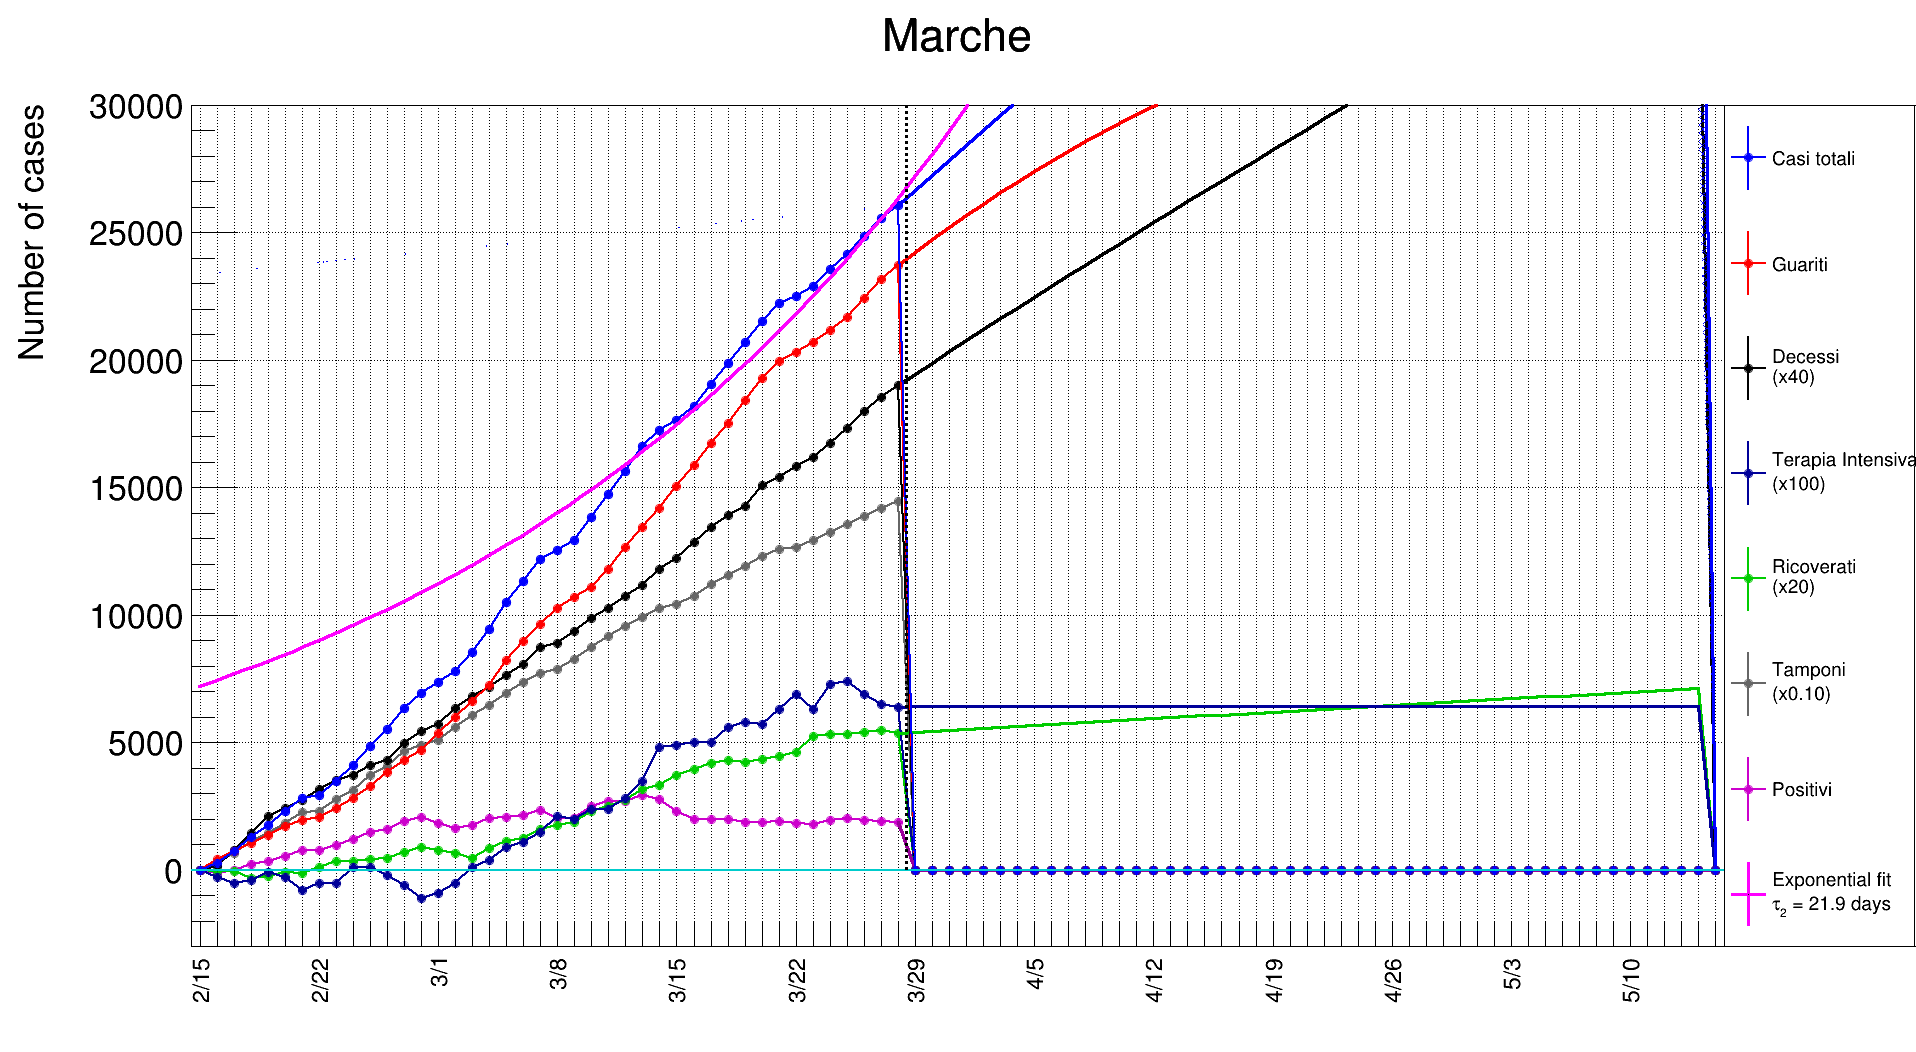 Marche
Number of cases
30000
25000
20000
15000
10000
5000
0
2/15
2/22
3/1
3/8
3/15
3/22
3/29
4/5
4/12
4/19
4/26
5/3
5/10
Casi totali
Guariti
Decessi
(x40)
Terapia Intensiva
(x100)
Ricoverati
(x20)
Tamponi
(x0.10)
Positivi
Exponential fit
τ2 = 21.9 days